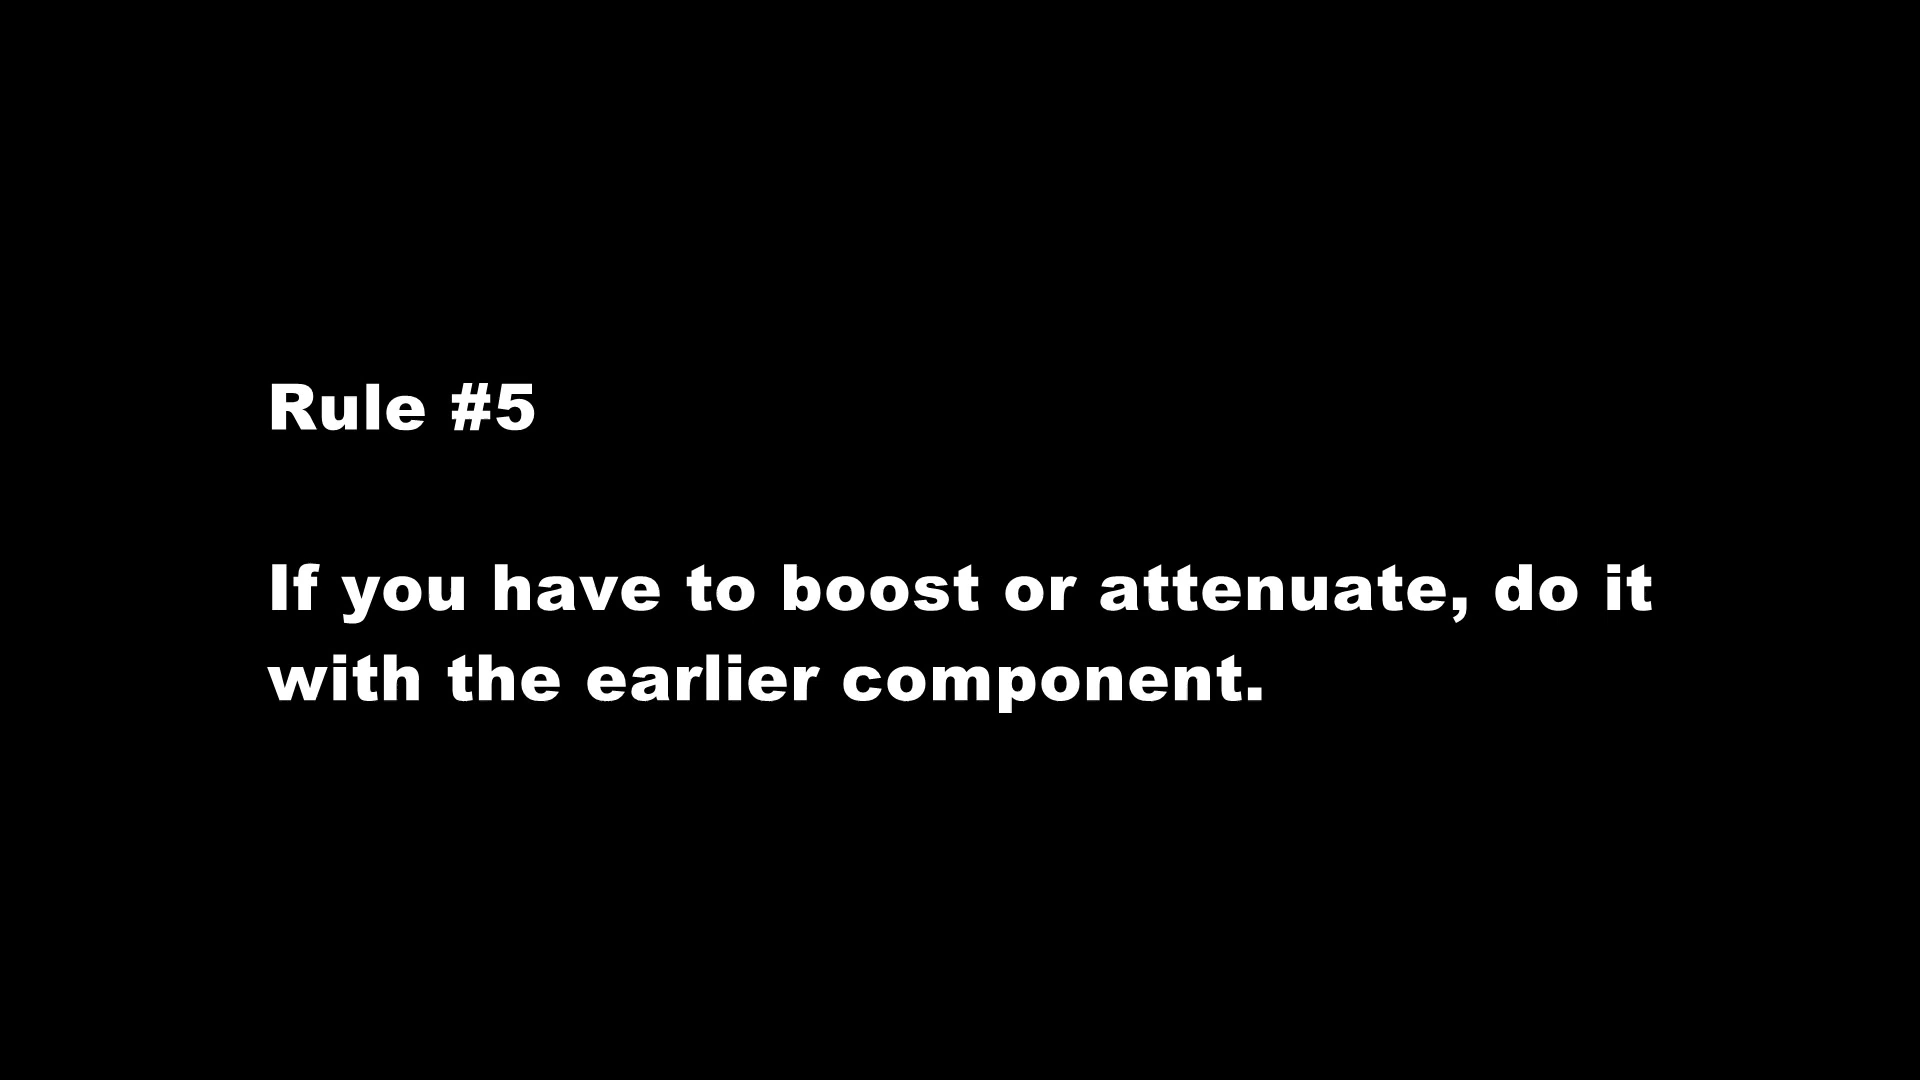 Rule #5
If you have to boost or attenuate, do it
with the earlier component.